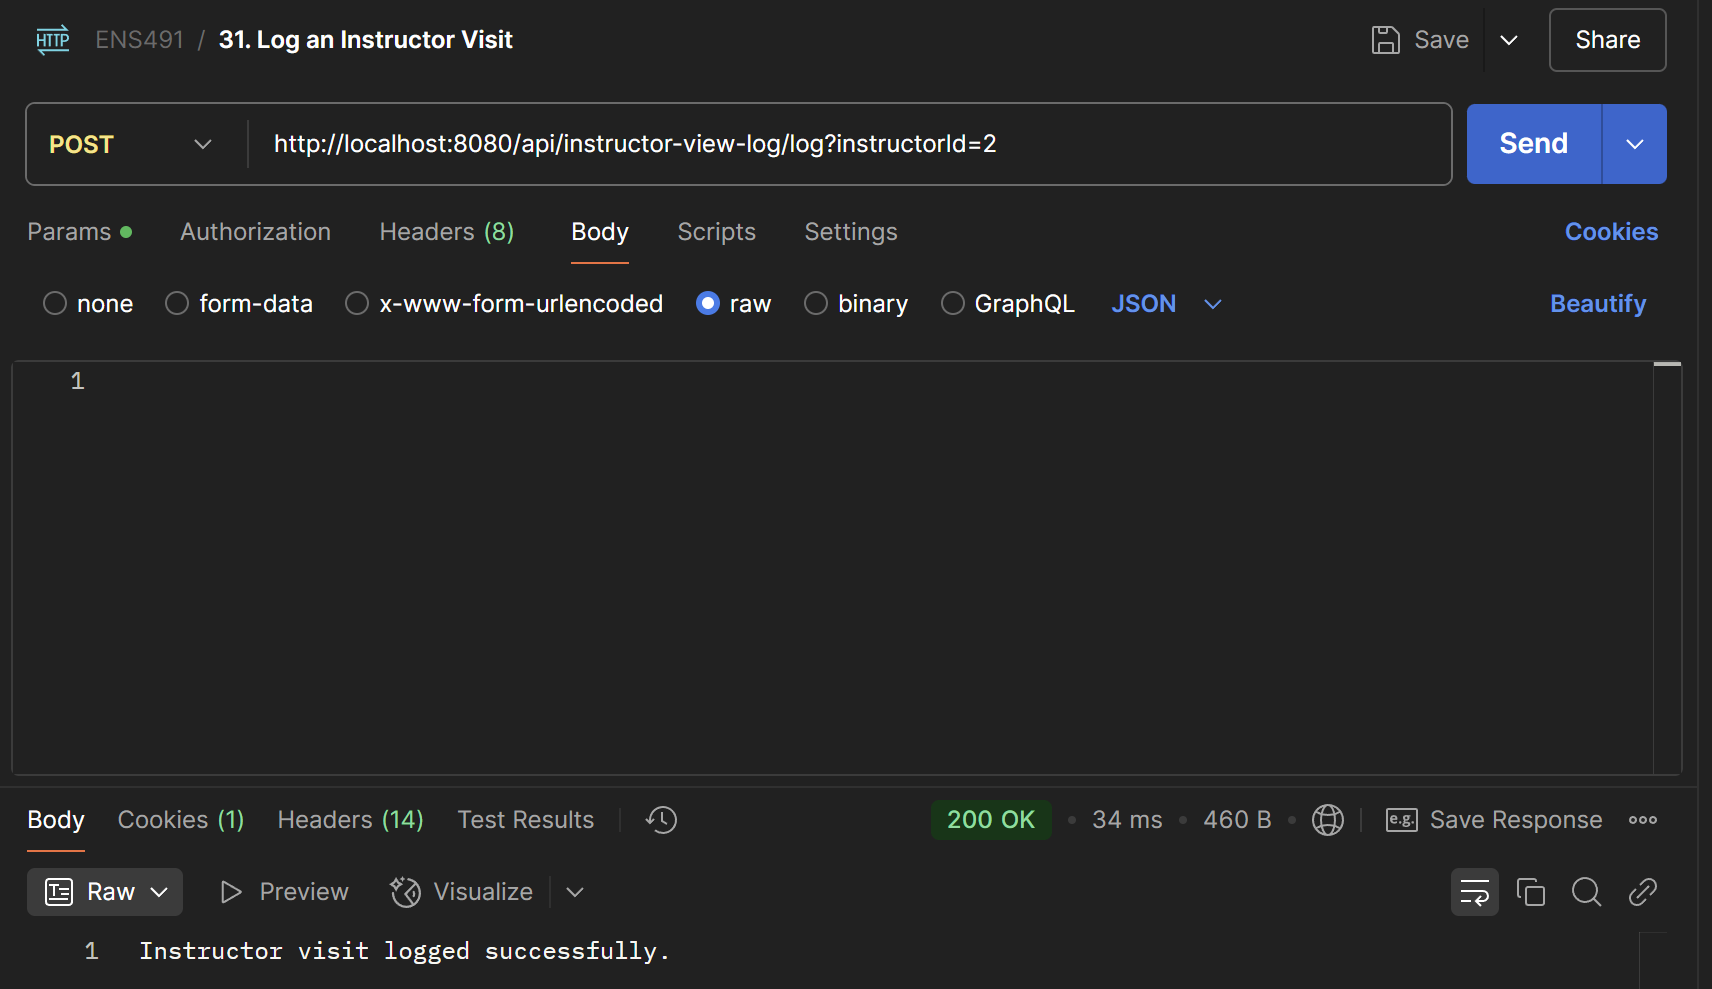 HTTP ENS491 / 31. Log an Instructor Visit Save Share
POST http://localhost:8080/api/instructor-view-log/log?instructorId=2 Send
Params Authorization Headers (8) Body Scripts Settings Cookies
none form-data x-www-form-urlencoded raw binary GraphQL JSON Beautify
1
Body Cookies (1) Headers (14) Test Results 200 OK • 34 ms • 460 B • e.g. Save Response
Raw Preview Visualize
1 Instructor visit logged successfully.